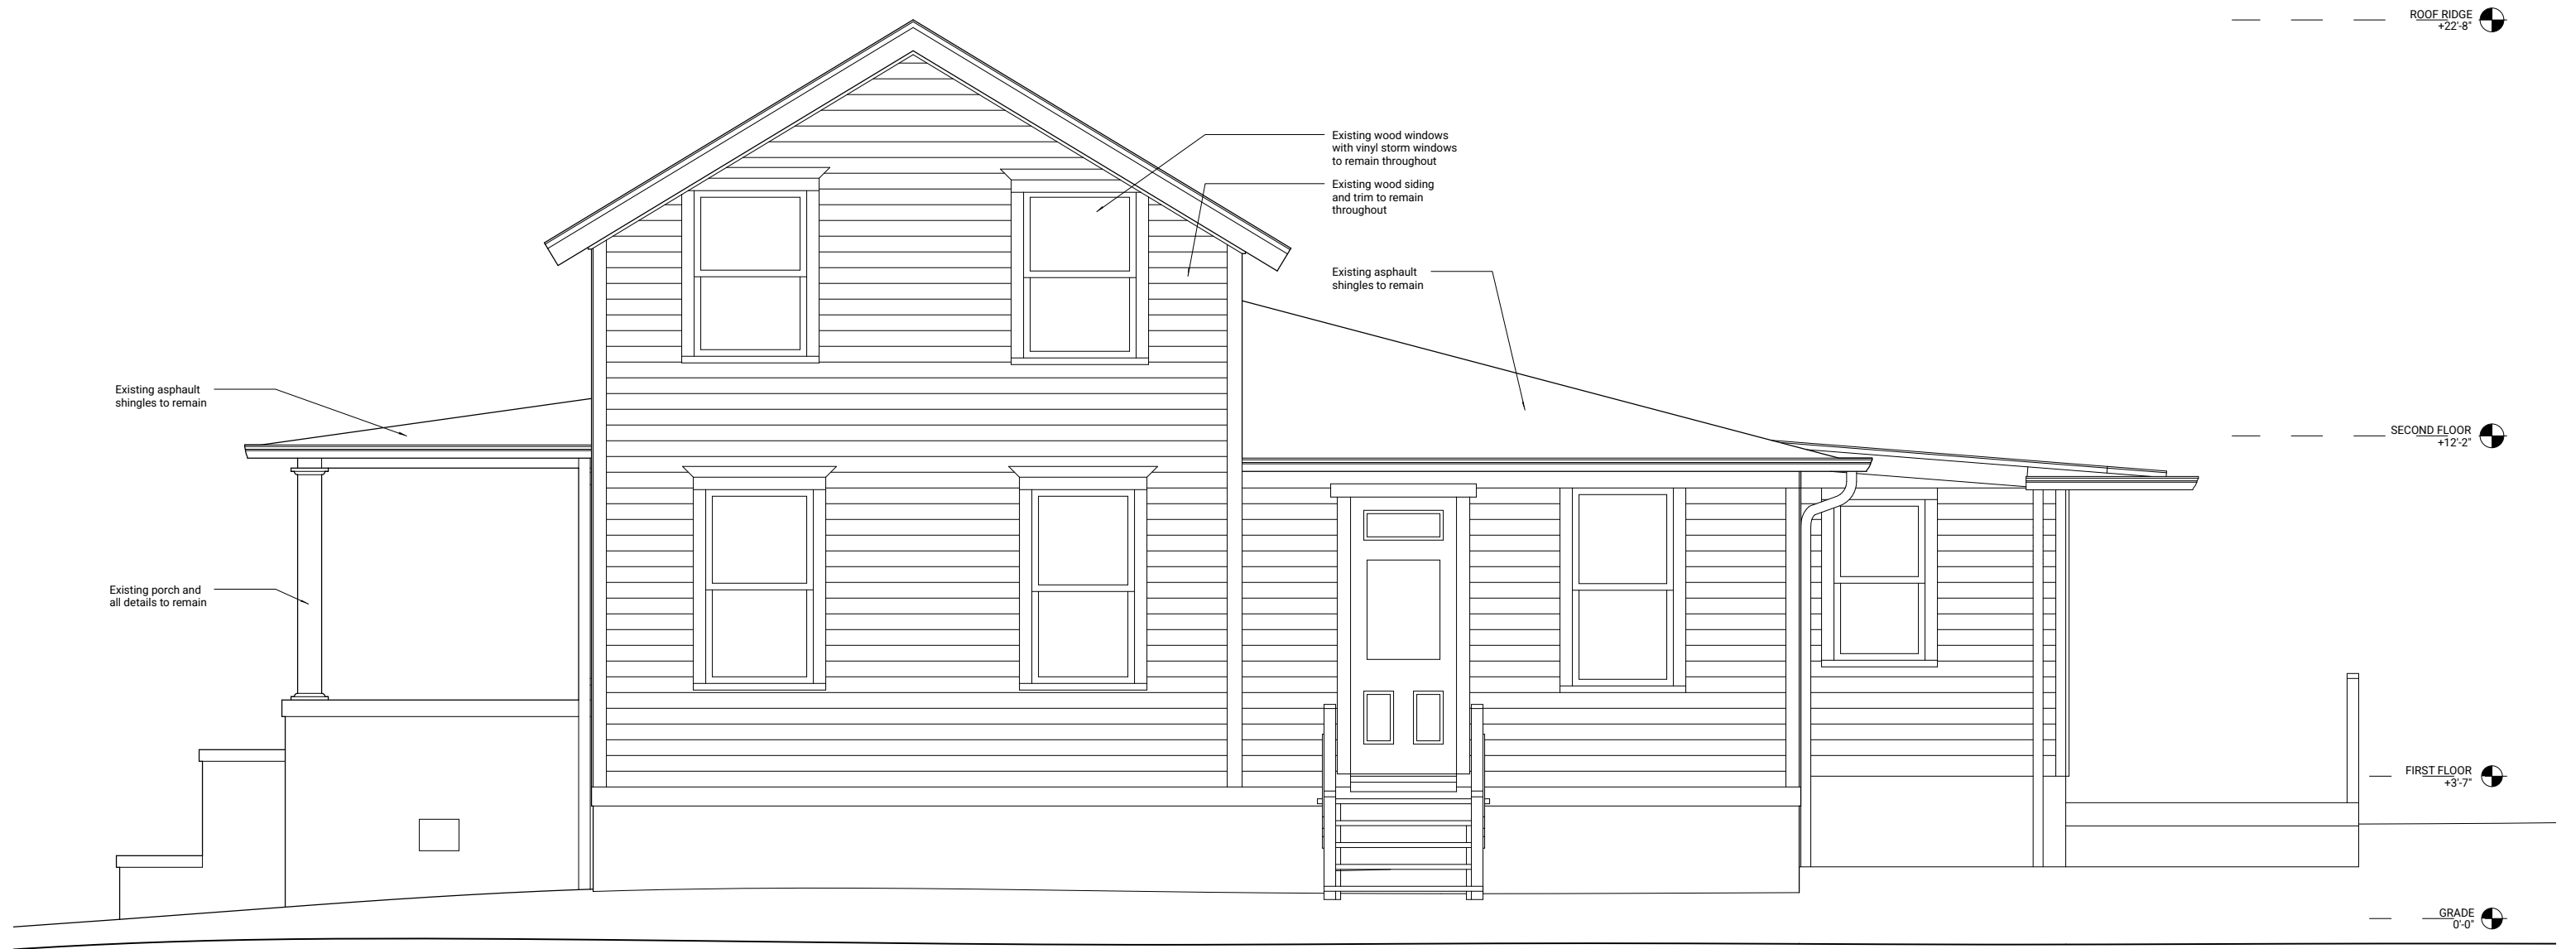 ROOF RIDGE
+22'-8"
Existing wood windows
with vinyl storm windows
to remain throughout
Existing wood siding
and trim to remain
throughout
Existing asphault
shingles to remain
Existing asphault
shingles to remain
SECOND FLOOR
+12'-2"
Existing porch and
all details to remain
FIRST FLOOR
+3'-7"
GRADE
0'-0"